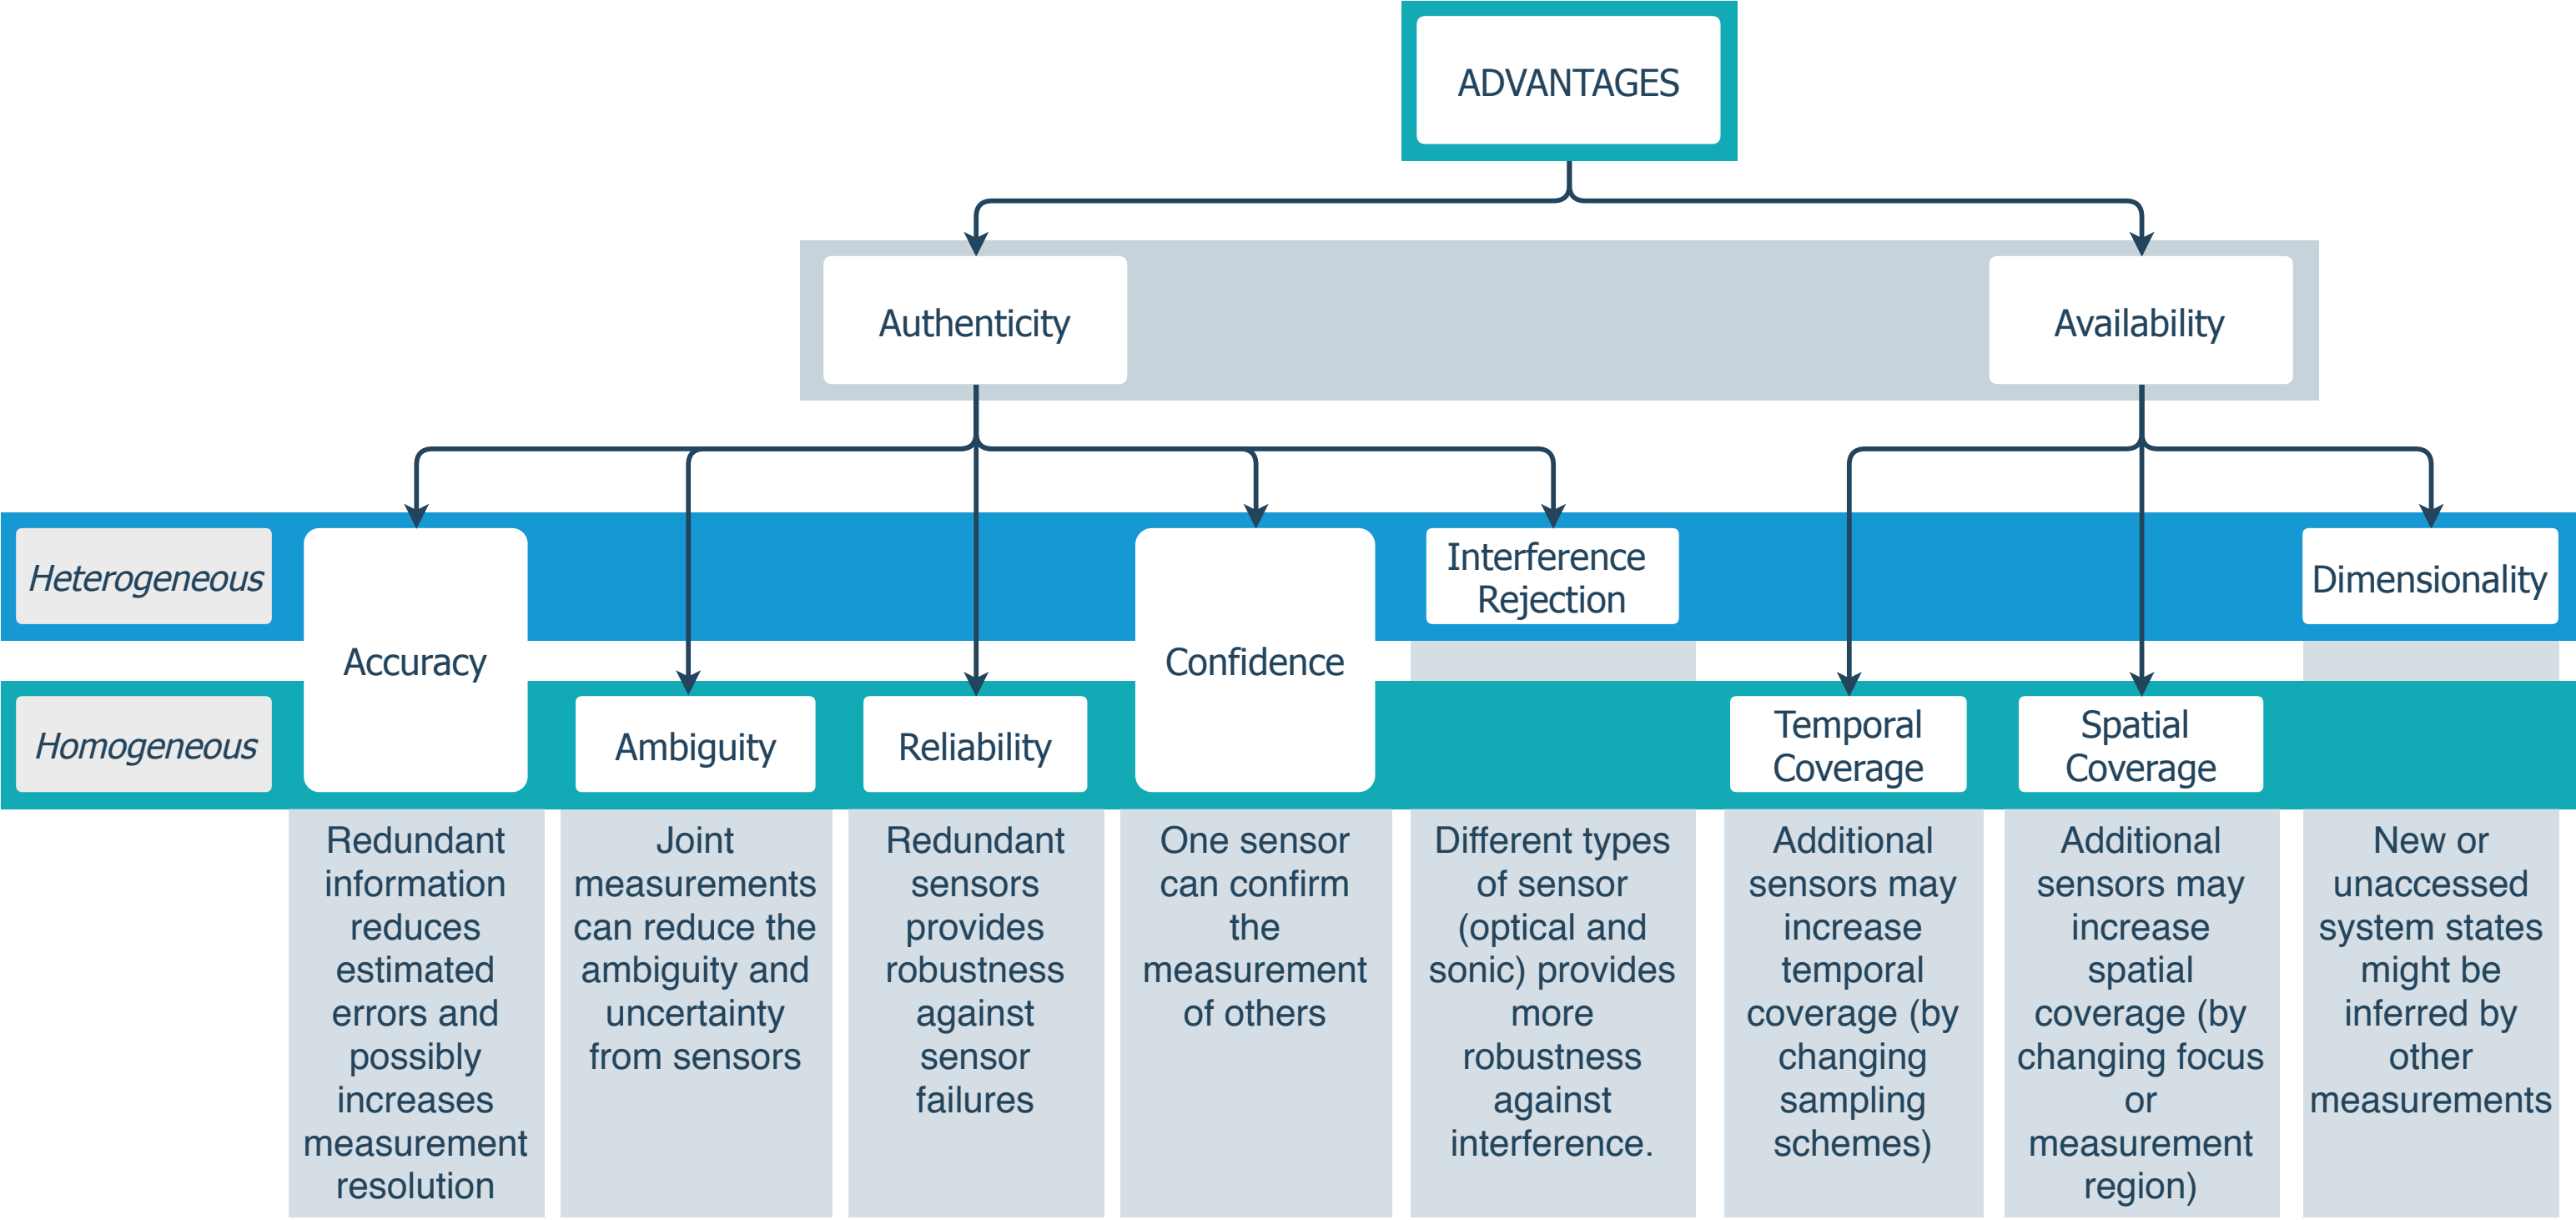 ADVANTAGES
Authenticity
Availability
Heterogeneous
Accuracy
Confidence
Interference
Rejection
Dimensionality
Homogeneous
Ambiguity
Reliability
Temporal
Coverage
Spatial
Coverage
Redundant
information
reduces
estimated
errors and
possibly
increases
measurement
resolution
Joint
measurements
can reduce the
ambiguity and
uncertainty
from sensors
Redundant
sensors
provides
robustness
against
sensor
failures
One sensor
can confirm
the
measurement
of others
Different types
of sensor
(optical and
sonic) provides
more
robustness
against
interference.
Additional
sensors may
increase
temporal
coverage (by
changing
sampling
schemes)
Additional
sensors may
increase
spatial
coverage (by
changing focus
or
measurement
region)
New or
unaccessed
system states
might be
inferred by
other
measurements